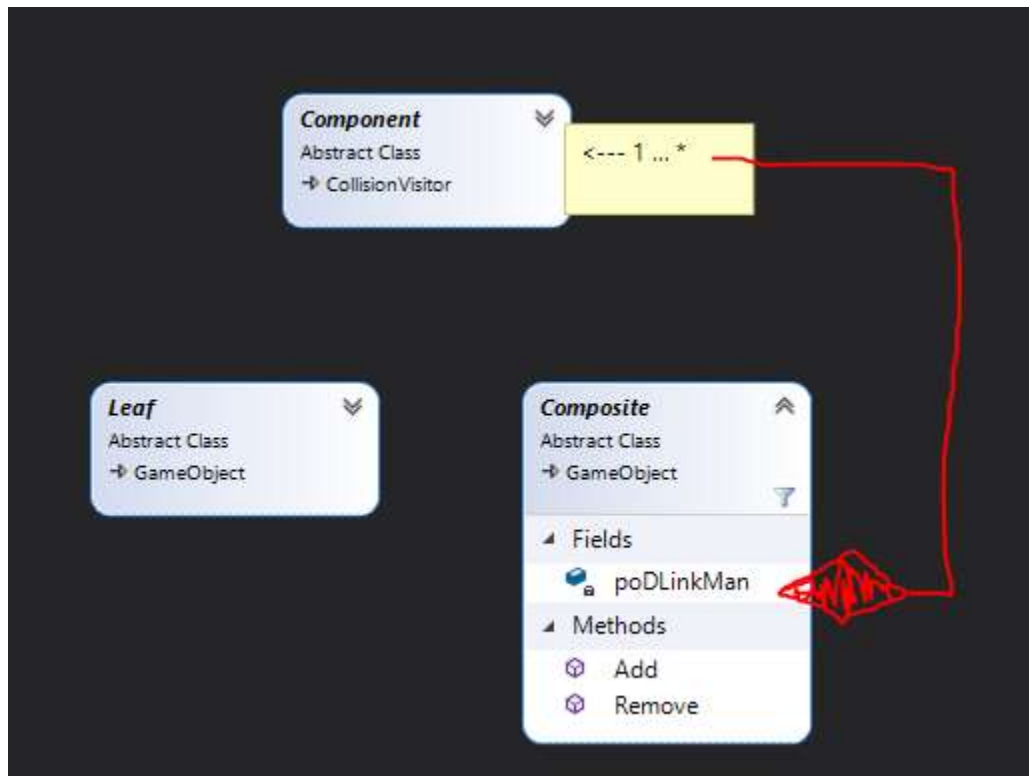 Component
Abstract Class
CollisionVisitor
<--- 1 ... *
Leaf
Abstract Class
GameObject
Composite
Abstract Class
GameObject
Fields
poDLinkMan
Methods
Add
Remove